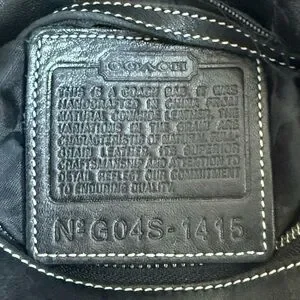 COACH
THIS IS A COACH BAG. IT WAS
HANDCRAFTED IN CHINA FROM
NATURAL COWHIDE LEATHER. THE
VARIATIONS IN THE GRAIN ARE
CHARACTERISTIC OF
GRAIN LEATHER. ITS SUPERIOR
CRAFTSMANSHIP AND ATTENTION TO
DETAIL REFLECT OUR COMMITMENT
TO ENDURING QUALITY.
Nº G04S-1415